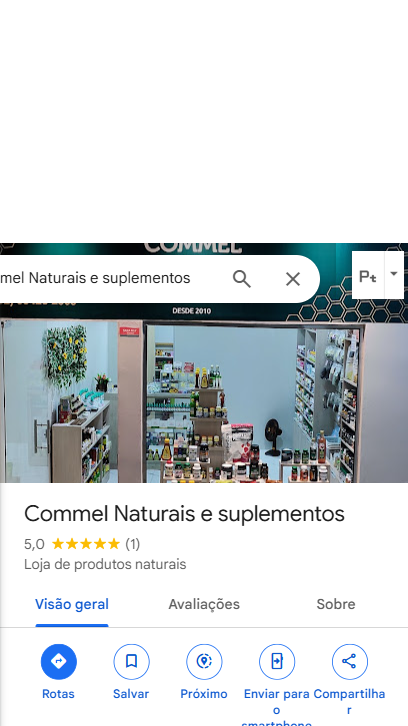 COMMEL
mel Naturais e suplementos
Pt
DESDE 2010
Commel Naturais e suplementos
5,0 ★★★★★ (1)
Loja de produtos naturais
Visão geral Avaliações Sobre
Rotas Salvar Próximo Enviar para o smartphone Compartilhar